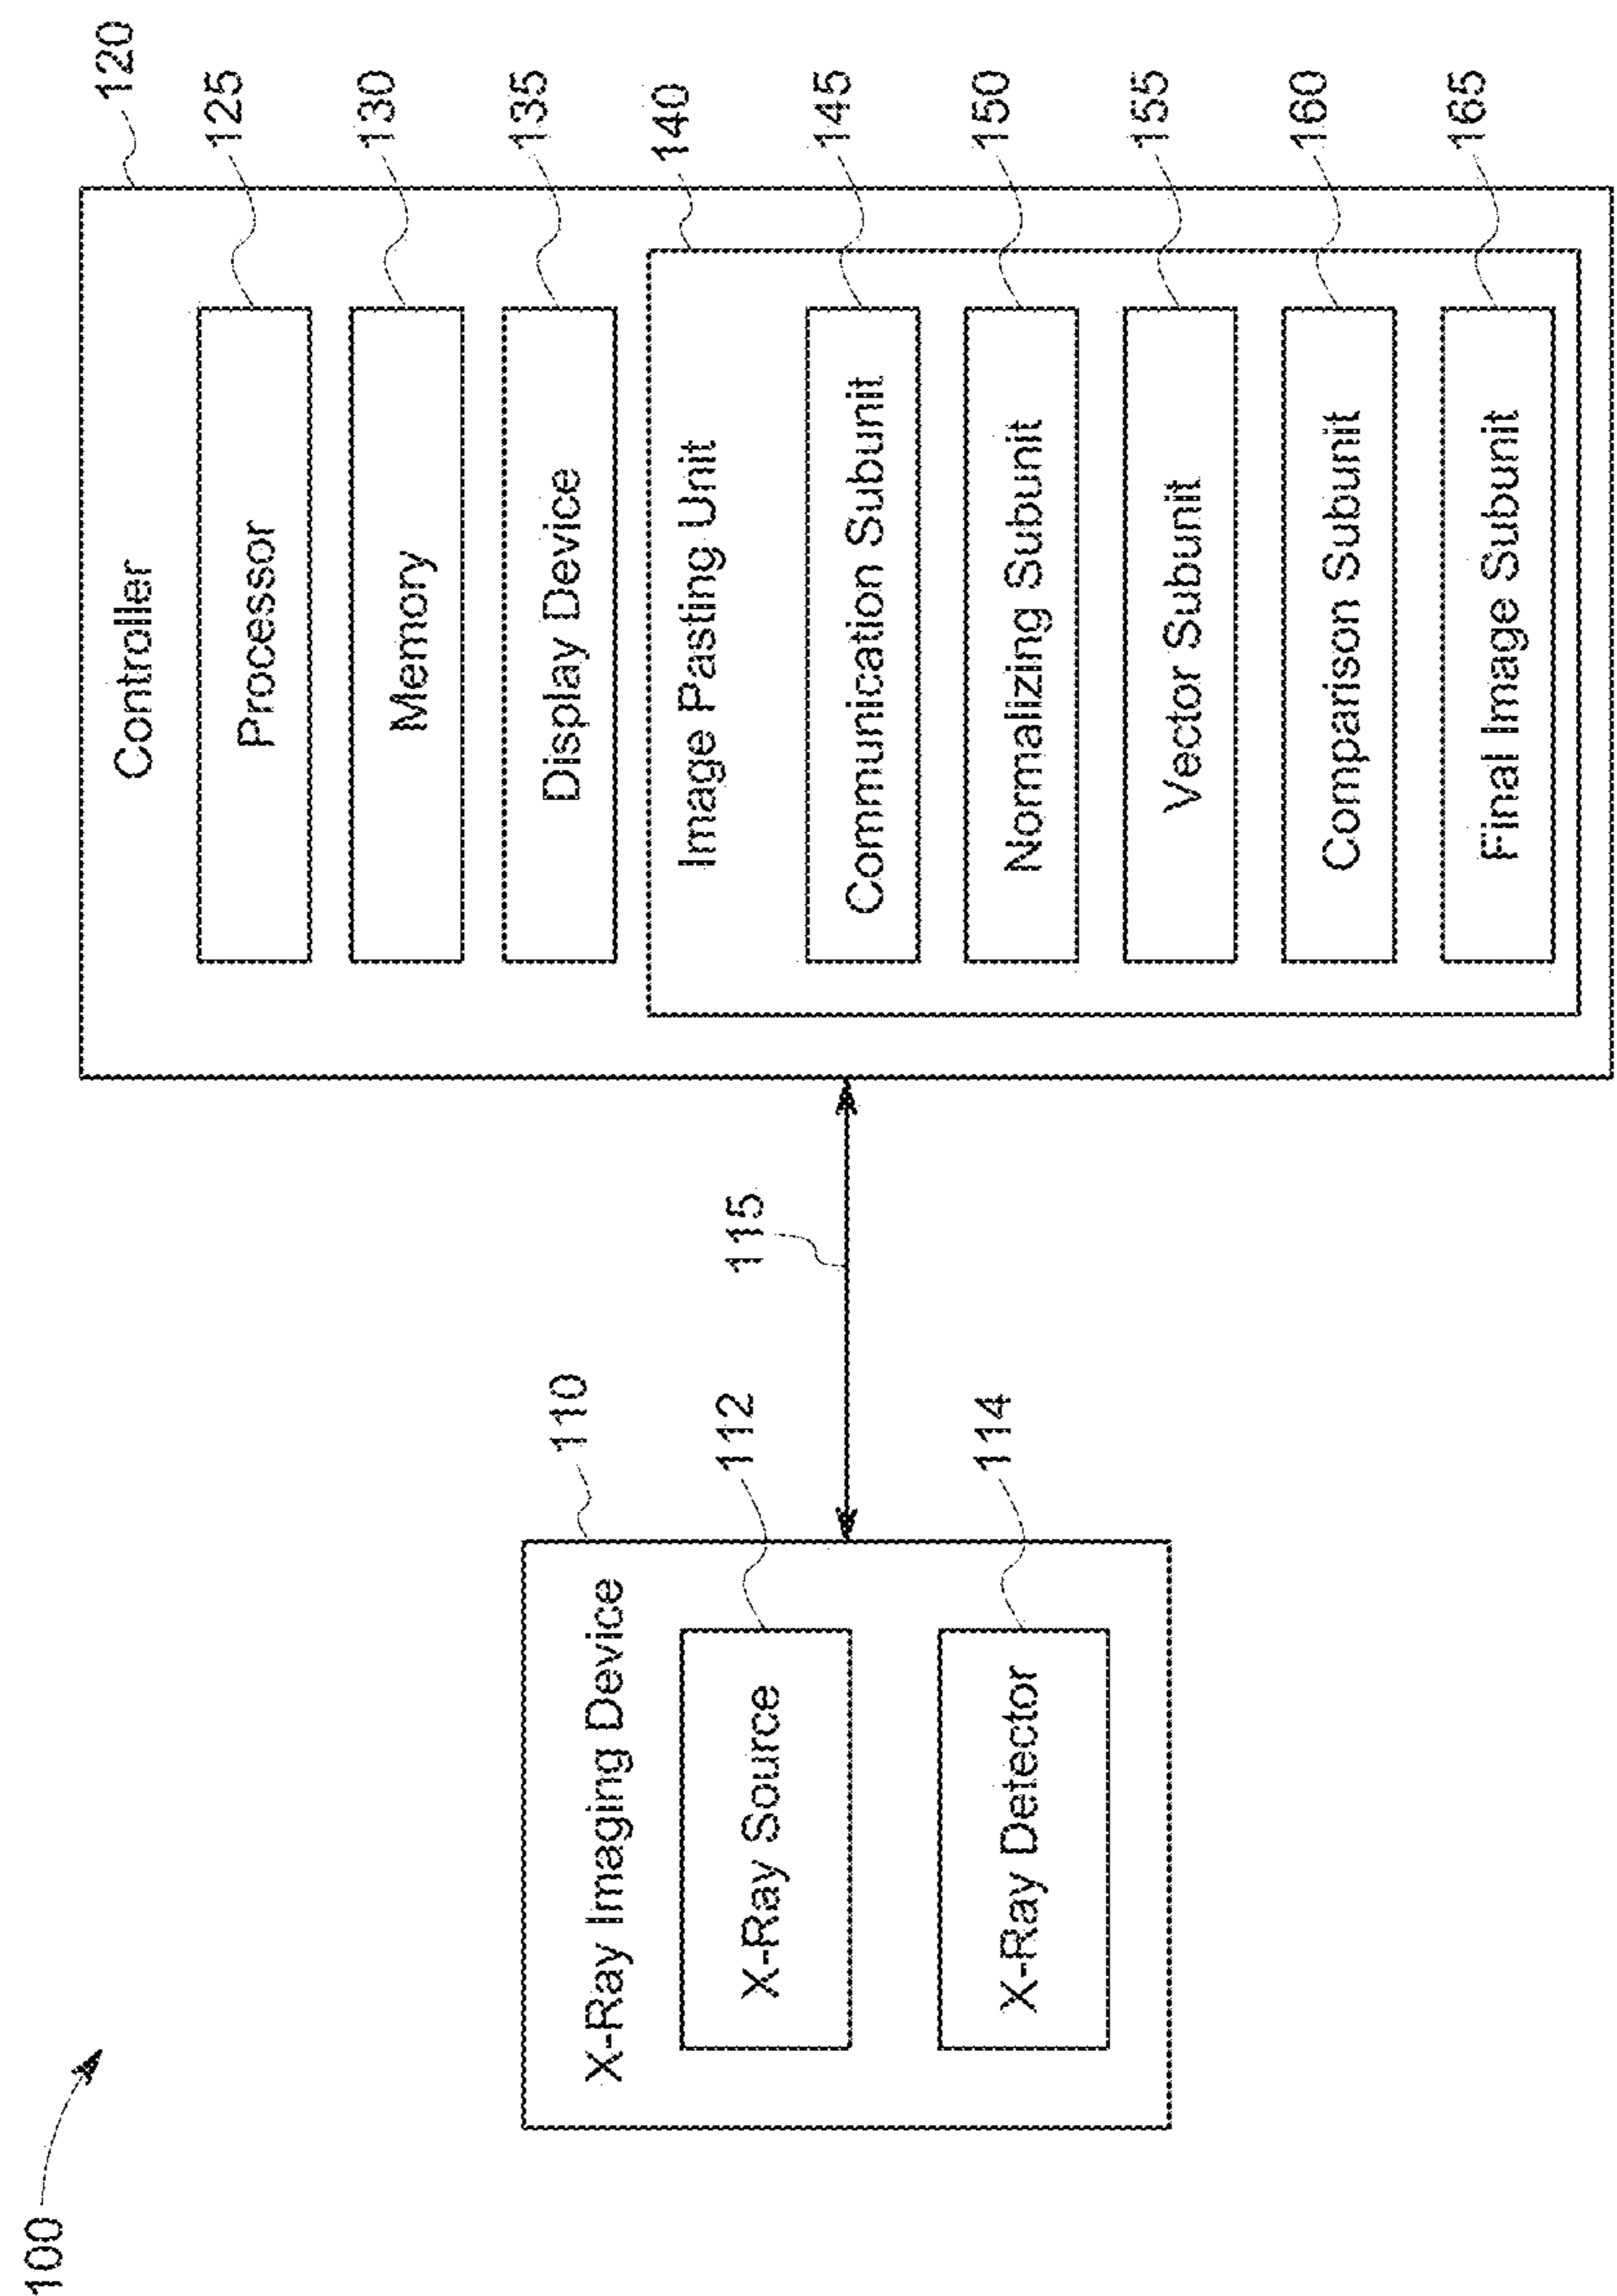 100
X-Ray Imaging Device
110
X-Ray Source
112
X-Ray Detector
114
115
Controller
120
Processor
125
Memory
130
Display Device
135
Image Pasting Unit
140
Communication Subunit
145
Normalizing Subunit
150
Vector Subunit
155
Comparison Subunit
160
Final Image Subunit
165